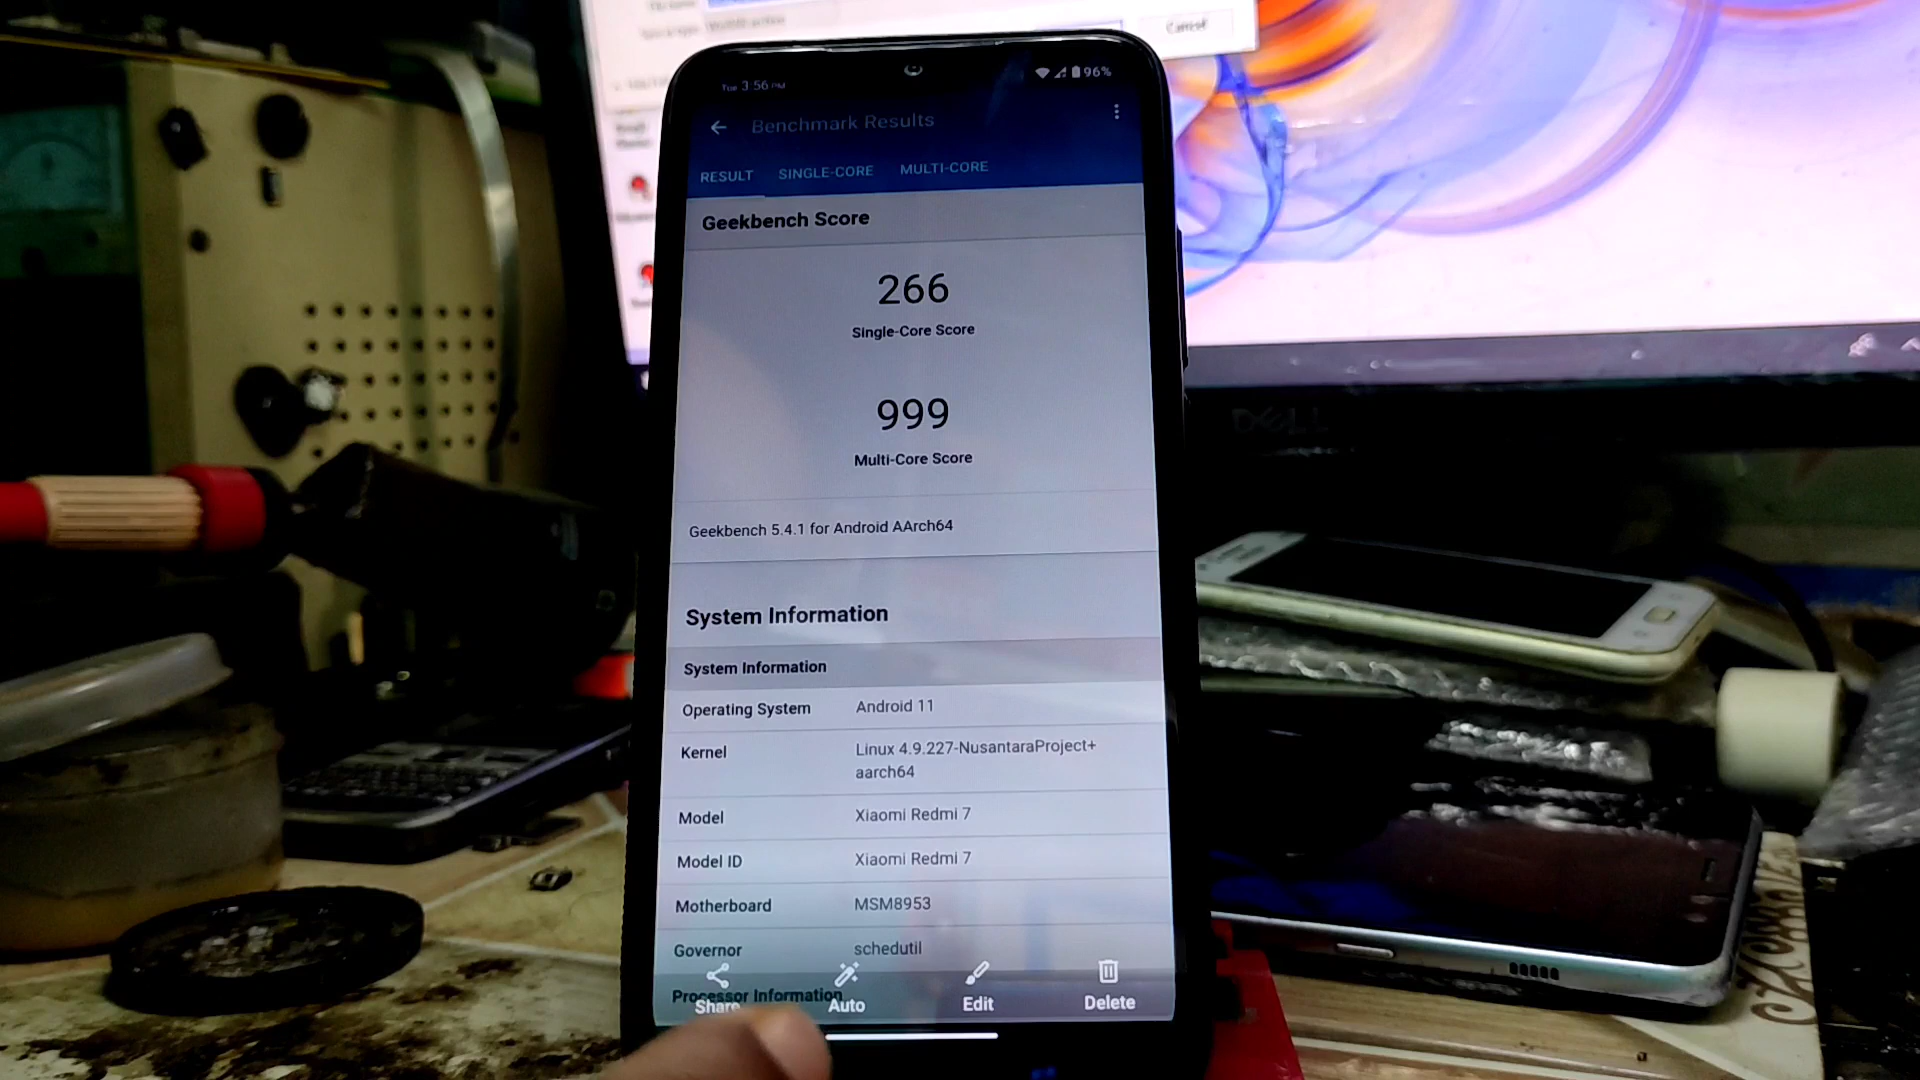 Cancel
Tue 3:56 PM
96%
Benchmark Results
RESULT SINGLE-CORE MULTI-CORE
Geekbench Score
266
Single-Core Score
999
Multi-Core Score
Geekbench 5.4.1 for Android AArch64
System Information
System Information
Operating System Android 11
Kernel Linux 4.9.227-NusantaraProject+
aarch64
Model Xiaomi Redmi 7
Model ID Xiaomi Redmi 7
Motherboard MSM8953
Governor schedutil
Processor Information
Share Auto Edit Delete
DELL